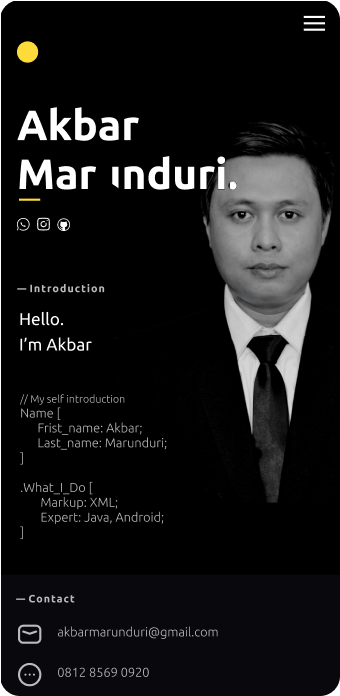 Akbar
Mar unduri.
— Introduction
Hello.
I’m Akbar
// My self introduction
Name [
Frist_name: Akbar;
Last_name: Marunduri;
]
.What_I_Do [
Markup: XML;
Expert: Java, Android;
]
— Contact
akbarmarunduri@gmail.com
0812 8569 0920